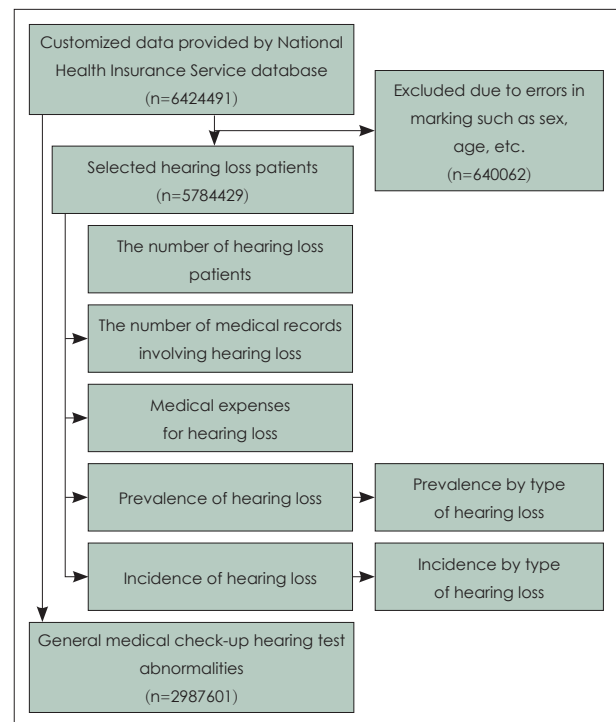 Customized data provided by National
Health Insurance Service database
(n=6424491)
Excluded due to errors in
marking such as sex,
age, etc.
(n=640062)
Selected hearing loss patients
(n=5784429)
The number of hearing loss
patients
The number of medical records
involving hearing loss
Medical expenses
for hearing loss
Prevalence of hearing loss
Prevalence by type
of hearing loss
Incidence of hearing loss
Incidence by type
of hearing loss
General medical check-up hearing test
abnormalities
(n=2987601)